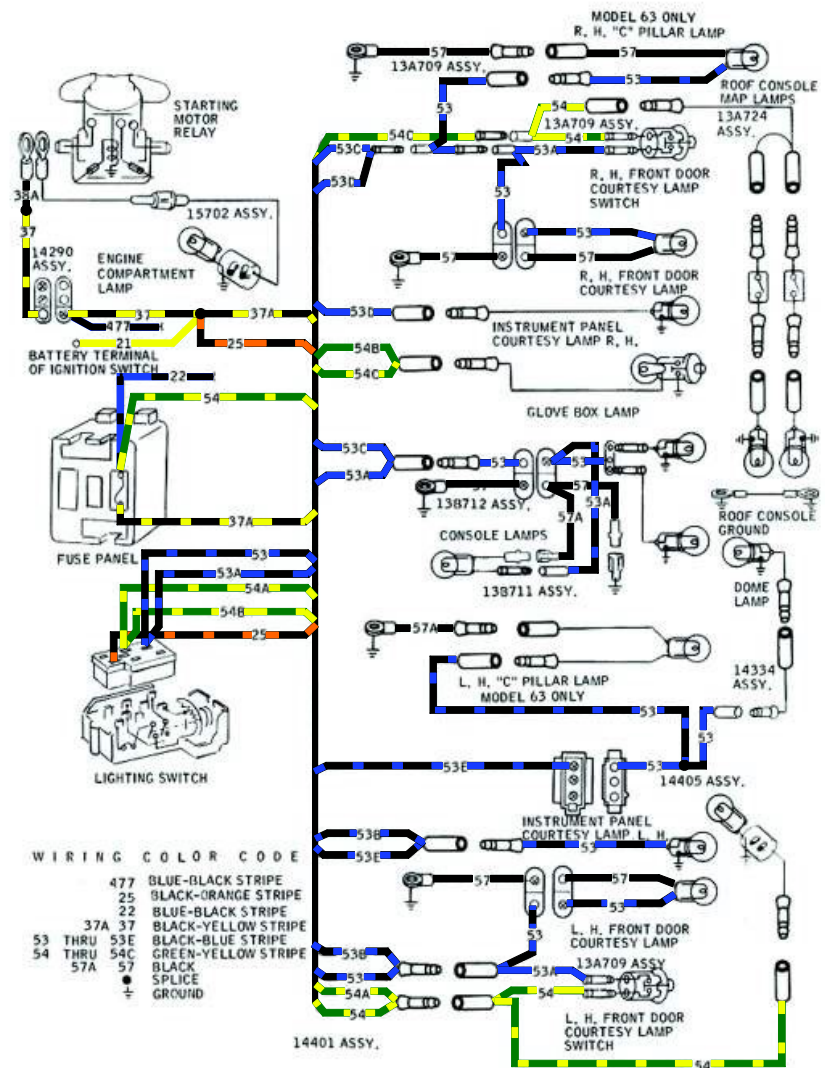 MODEL 63 ONLY
R. H. "C" PILLAR LAMP
57
13A709 ASSY.
57
53
53
ROOF CONSOLE
MAP LAMPS
13A724
ASSY.
STARTING
MOTOR
RELAY
54
13A709 ASSY.
54C
54
53C
53A
53D
53
R. H. FRONT DOOR
COURTESY LAMP
SWITCH
38A
37
15702 ASSY.
14290
ASSY.
ENGINE
COMPARTMENT
LAMP
57
53
57
R. H. FRONT DOOR
COURTESY LAMP
37
37A
477
21
25
BATTERY TERMINAL
OF IGNITION SWITCH
53D
INSTRUMENT PANEL
COURTESY LAMP R. H.
54B
54C
GLOVE BOX LAMP
22
54
53C
53A
53
53
57
57A
53A
138712 ASSY.
CONSOLE LAMPS
138711 ASSY.
ROOF CONSOLE
GROUND
37A
FUSE PANEL
53
53A
54A
54B
25
DOME
LAMP
57A
L. H. "C" PILLAR LAMP
MODEL 63 ONLY
14334
ASSY.
53
53
LIGHTING SWITCH
53E
53
14405 ASSY.
INSTRUMENT PANEL
COURTESY LAMP L. H.
53B
53E
53
WIRING COLOR CODE
477 BLUE-BLACK STRIPE
25 BLACK-ORANGE STRIPE
22 BLUE-BLACK STRIPE
37A 37 BLACK-YELLOW STRIPE
53 THRU 53E BLACK-BLUE STRIPE
54 THRU 54C GREEN-YELLOW STRIPE
57A 57 BLACK
SPLICE
GROUND
57
57
53
53
L. H. FRONT DOOR
COURTESY LAMP
53B
53
53A
13A709 ASSY
54A
54
54
L. H. FRONT DOOR
COURTESY LAMP
SWITCH
14401 ASSY.
54